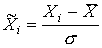 X̃ᵢ = (Xᵢ − X̄) / σ